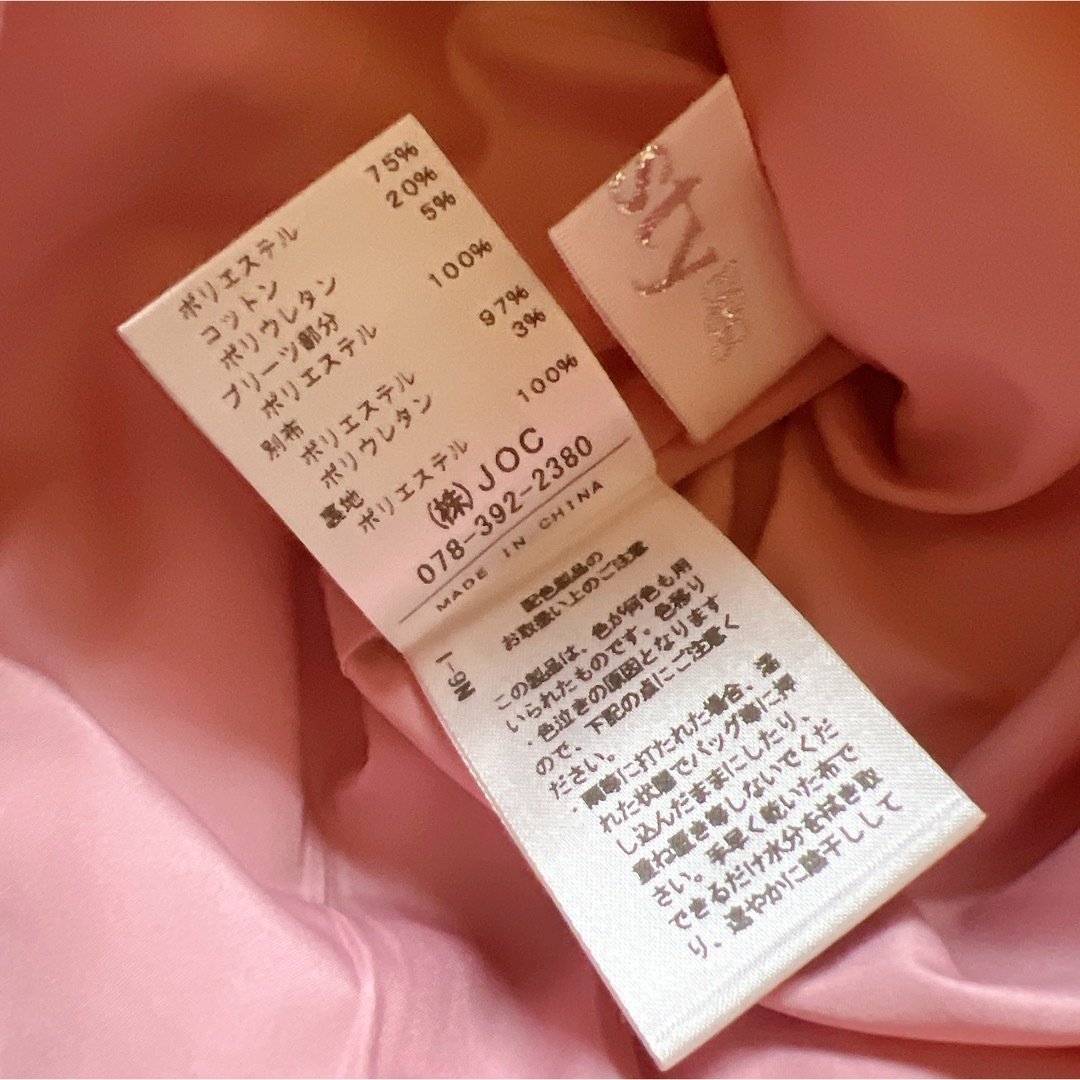 ポリエステル 75%
コットン 20%
ポリウレタン 5%
プリーツ部分
ポリエステル 100%
別布
ポリエステル 97%
ポリウレタン 3%
裏地
ポリエステル 100%
(株)JOC
078-392-2380
MADE IN CHINA
N6-I
配色製品の
お取扱い上のご注意
この製品は、色が何色も用
いられたものです。色移り
・色泣きの原因となります
ので、下記の点にご注意く
ださい。
・雨等に打たれた場合、濡
れた状態でバッグ等に押
し込んだままにしたり、
重ね置き等しないでくだ
さい。手早く乾いた布で
できるだけ水分を拭き取
り、速やかに陰干しして
sty